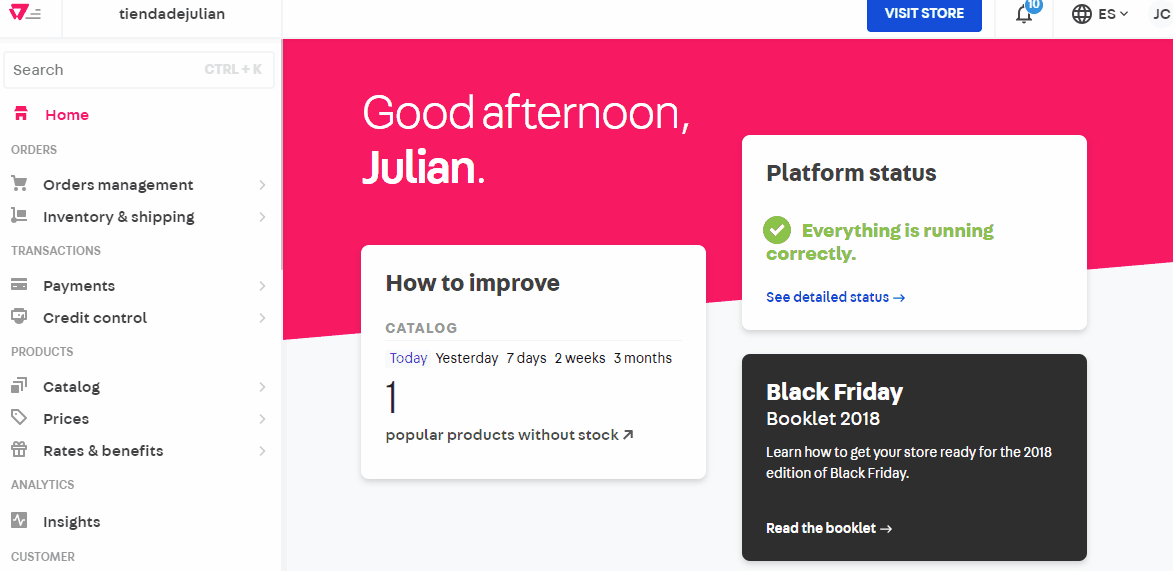 tiendadejulian
VISIT STORE
10
ES
JC
Search
CTRL + K
Home
ORDERS
Orders management
Inventory & shipping
TRANSACTIONS
Payments
Credit control
PRODUCTS
Catalog
Prices
Rates & benefits
ANALYTICS
Insights
CUSTOMER
Good afternoon,
Julian.
How to improve
CATALOG
Today Yesterday 7 days 2 weeks 3 months
1
popular products without stock ↗
Platform status
Everything is running
correctly.
See detailed status →
Black Friday
Booklet 2018
Learn how to get your store ready for the 2018
edition of Black Friday.
Read the booklet →